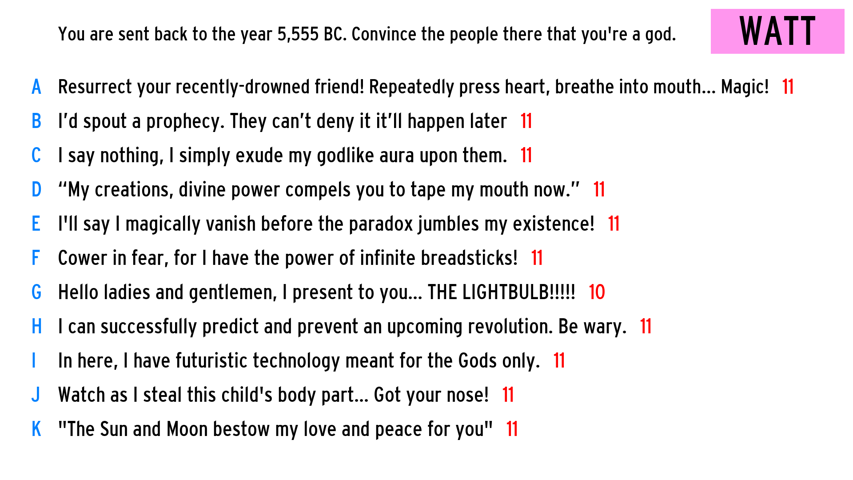 You are sent back to the year 5,555 BC. Convince the people there that you're a god.
WATT
A Resurrect your recently-drowned friend! Repeatedly press heart, breathe into mouth... Magic! 11
B I’d spout a prophecy. They can’t deny it it’ll happen later 11
C I say nothing, I simply exude my godlike aura upon them. 11
D “My creations, divine power compels you to tape my mouth now.” 11
E I'll say I magically vanish before the paradox jumbles my existence! 11
F Cower in fear, for I have the power of infinite breadsticks! 11
G Hello ladies and gentlemen, I present to you... THE LIGHTBULB!!!!! 10
H I can successfully predict and prevent an upcoming revolution. Be wary. 11
I In here, I have futuristic technology meant for the Gods only. 11
J Watch as I steal this child's body part... Got your nose! 11
K "The Sun and Moon bestow my love and peace for you" 11